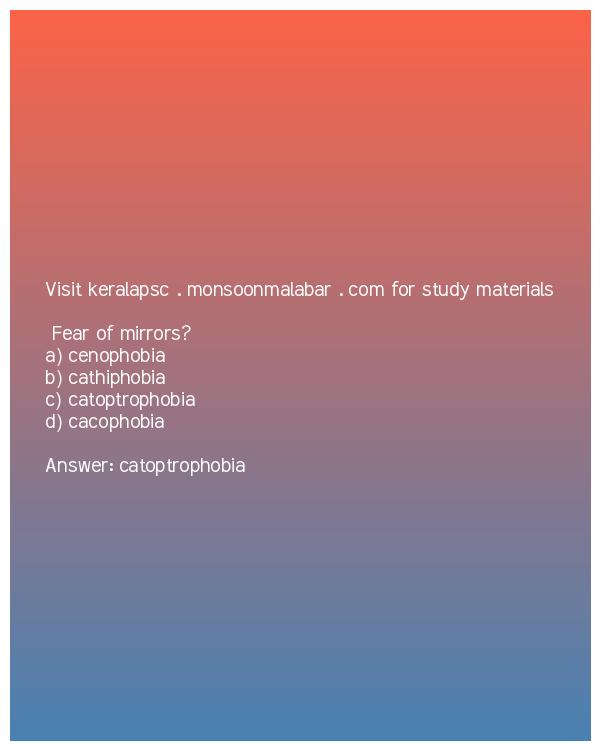 Visit keralapsc . monsoonmalabar . com for study materials
Fear of mirrors?
a) cenophobia
b) cathiphobia
c) catoptrophobia
d) cacophobia
Answer: catoptrophobia